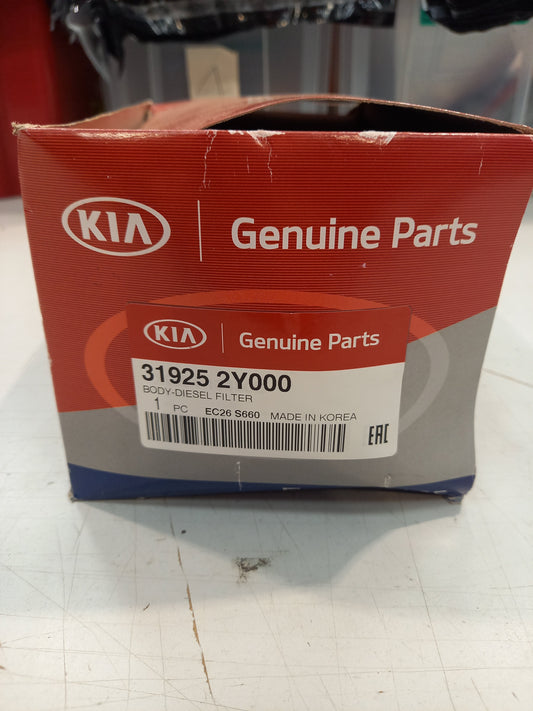 KIA Genuine Parts
KIA Genuine Parts
31925 2Y000
BODY-DIESEL FILTER
1 PC EC26 S660 MADE IN KOREA
EAC